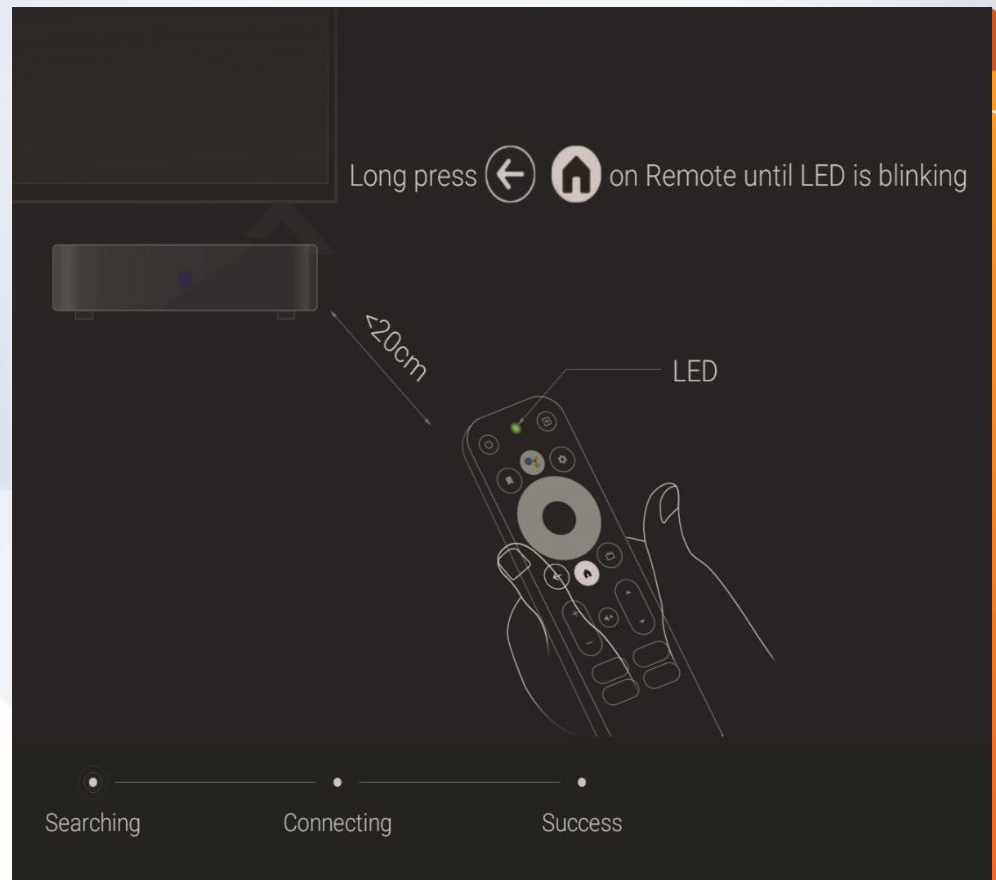 Long press on Remote until LED is blinking
<20cm
LED
Searching
Connecting
Success